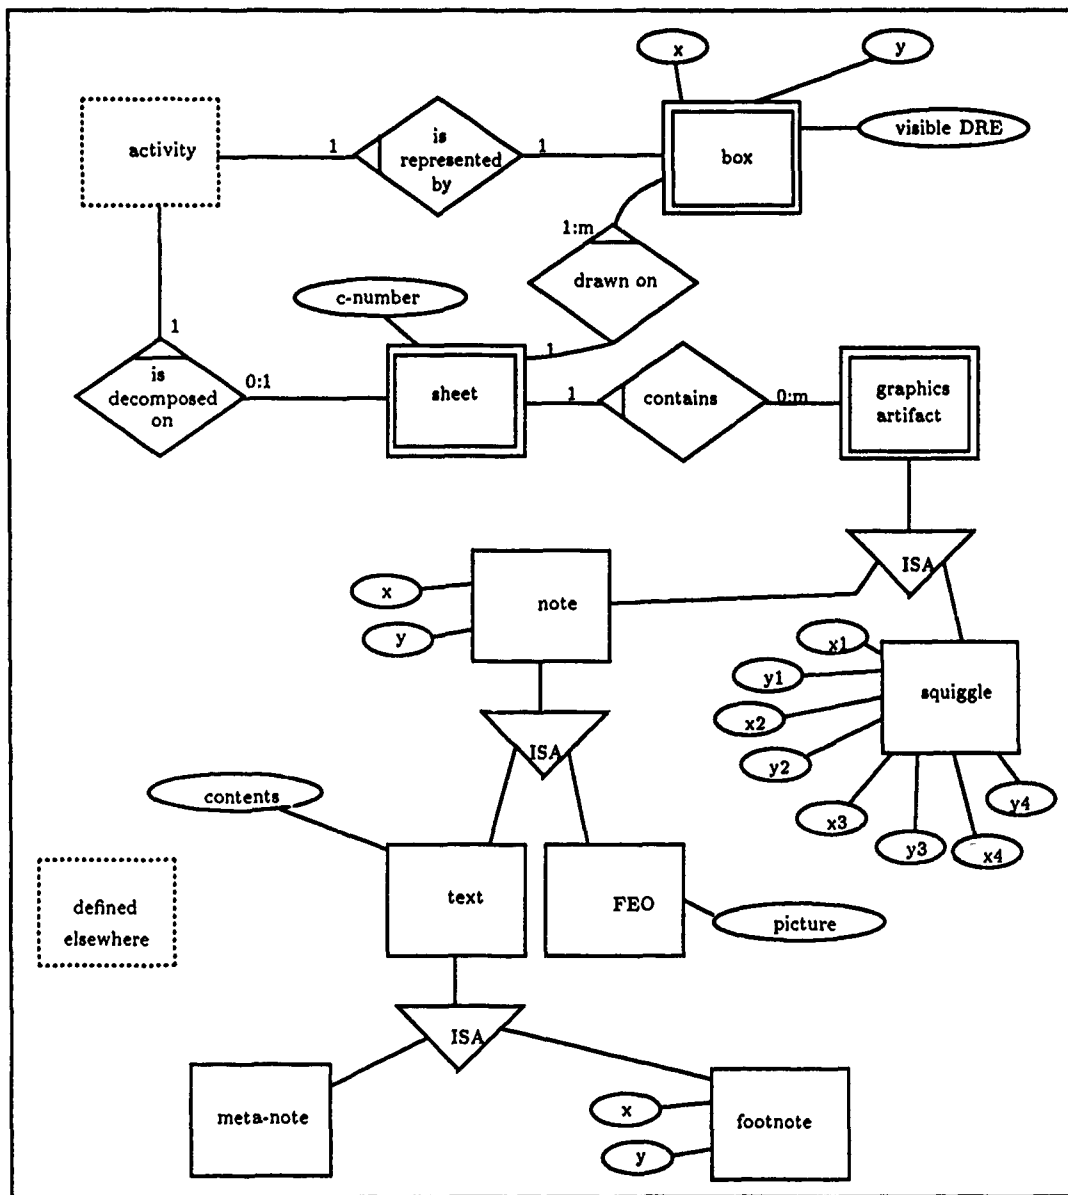 x
y
visible DRE
activity
1
is
represented
by
1
box
1:m
drawn on
c-number
1
1
is
decomposed
on
0:1
sheet
1
contains
0:m
graphics
artifact
ISA
x
note
y
x1
y1
squiggle
x2
y2
ISA
contents
x3
y3
x4
y4
text
FEO
picture
defined
elsewhere
ISA
meta-note
x
footnote
y